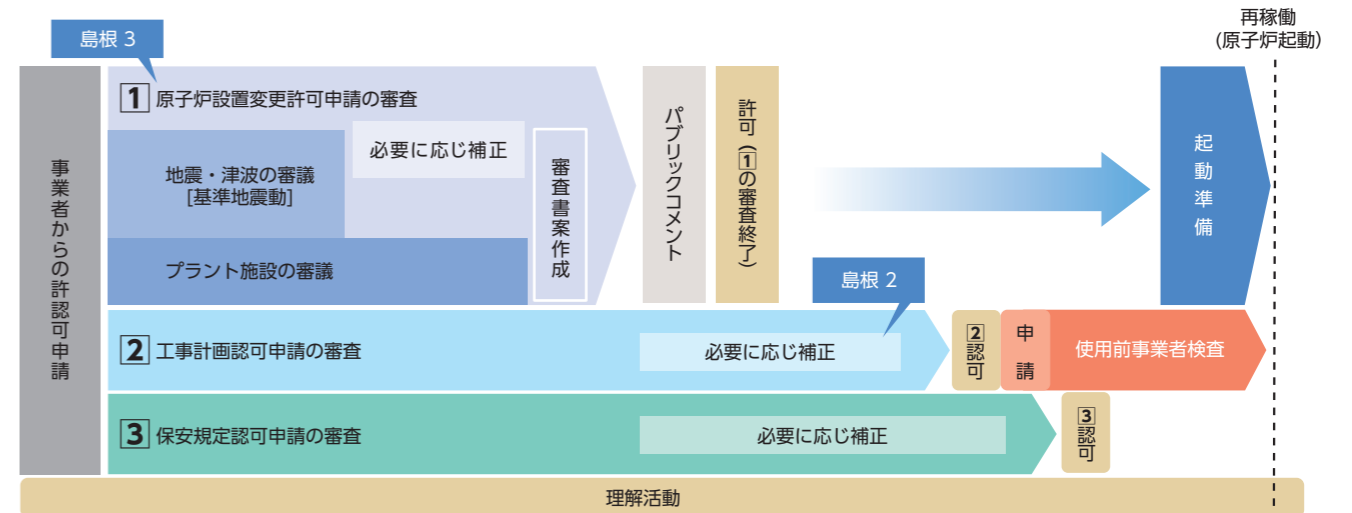 再稼働
(原子炉起動)
島根 3
事業者からの許認可申請
1 原子炉設置変更許可申請の審査
地震・津波の審議
[基準地震動]
必要に応じ補正
プラント施設の審議
審査書案作成
パブリックコメント
許可（1の審査終了）
起動準備
島根 2
2 工事計画認可申請の審査
必要に応じ補正
2認可
申請
使用前事業者検査
3 保安規定認可申請の審査
必要に応じ補正
3認可
理解活動